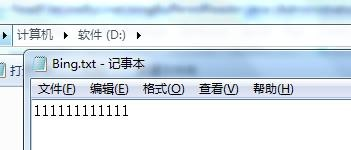 计算机 ▸ 软件 (D:) ▸
打
Bing.txt - 记事本
文件(F) 编辑(E) 格式(O) 查看(V) 帮助(H)
111111111111